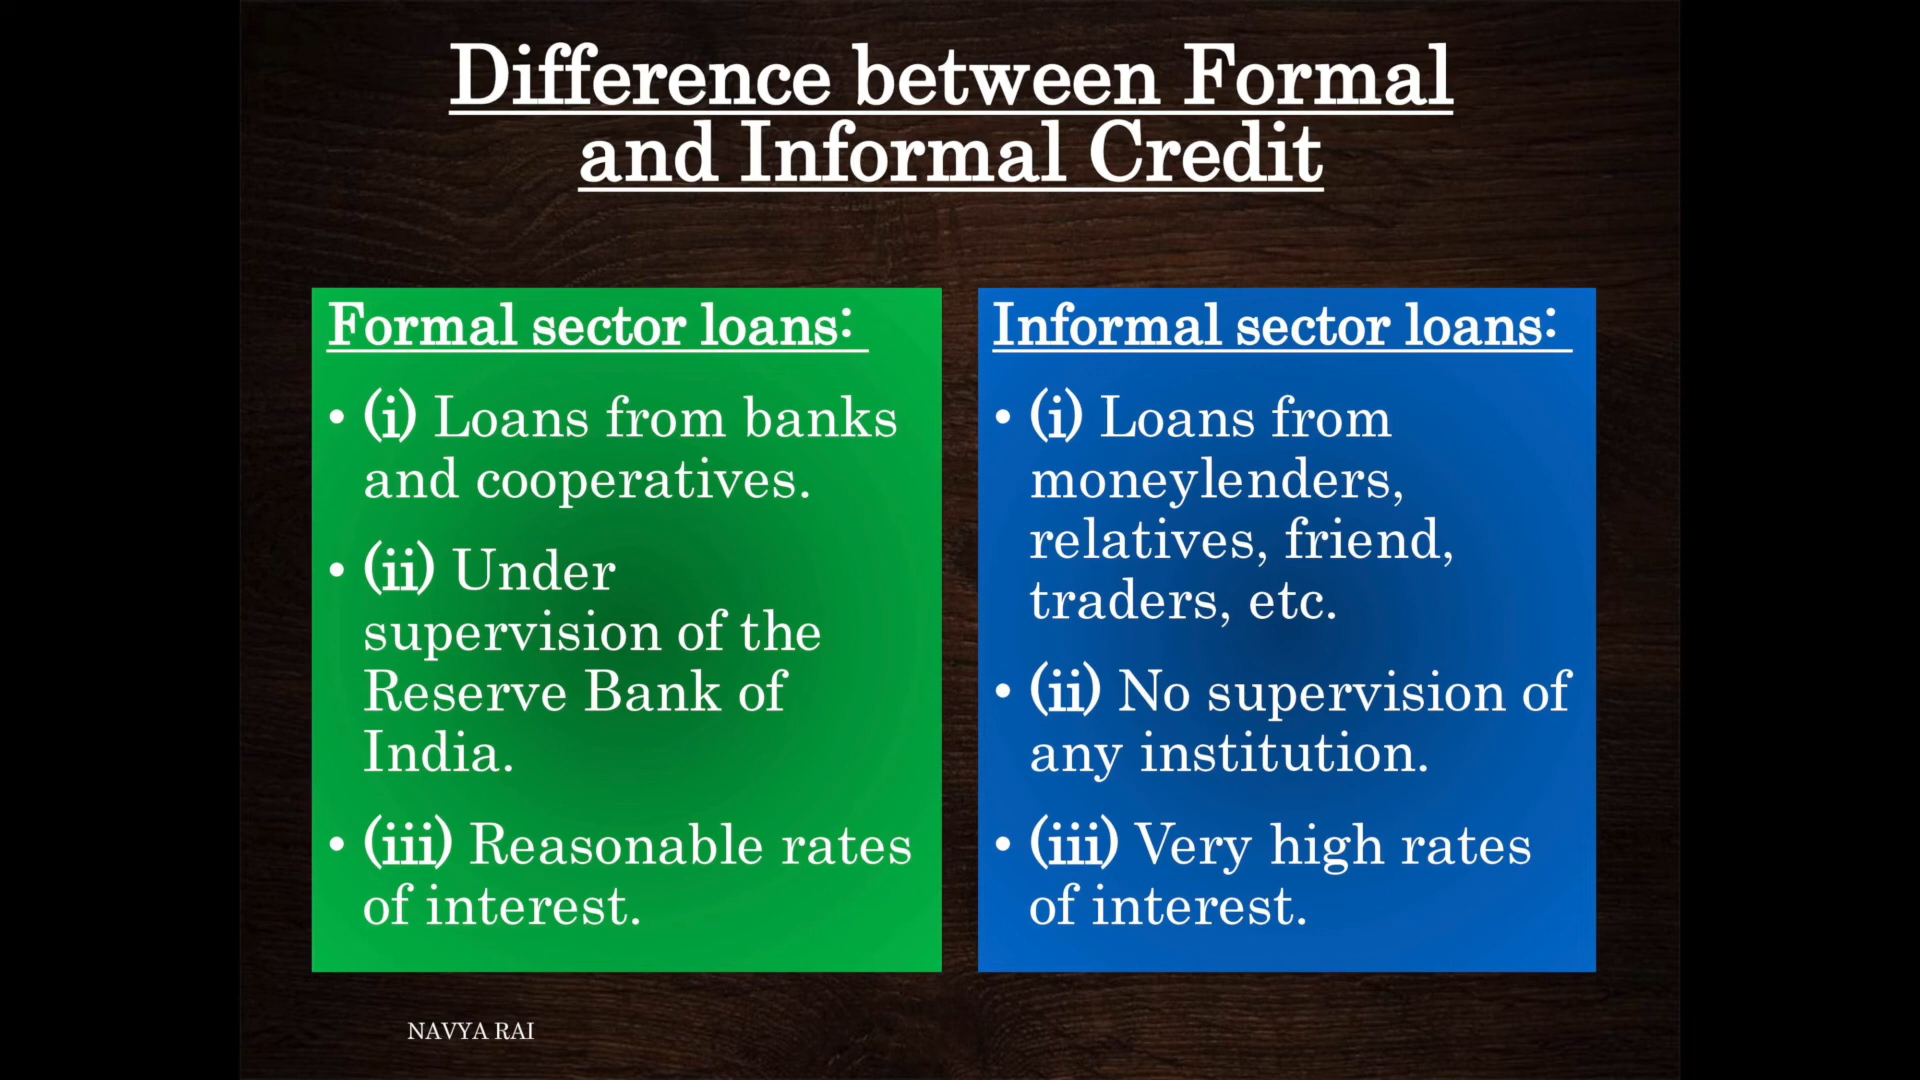 Difference between Formal
and Informal Credit
Formal sector loans:
• (i) Loans from banks
and cooperatives.
• (ii) Under
supervision of the
Reserve Bank of
India.
• (iii) Reasonable rates
of interest.
Informal sector loans:
• (i) Loans from
moneylenders,
relatives, friend,
traders, etc.
• (ii) No supervision of
any institution.
• (iii) Very high rates
of interest.
NAVYA RAI